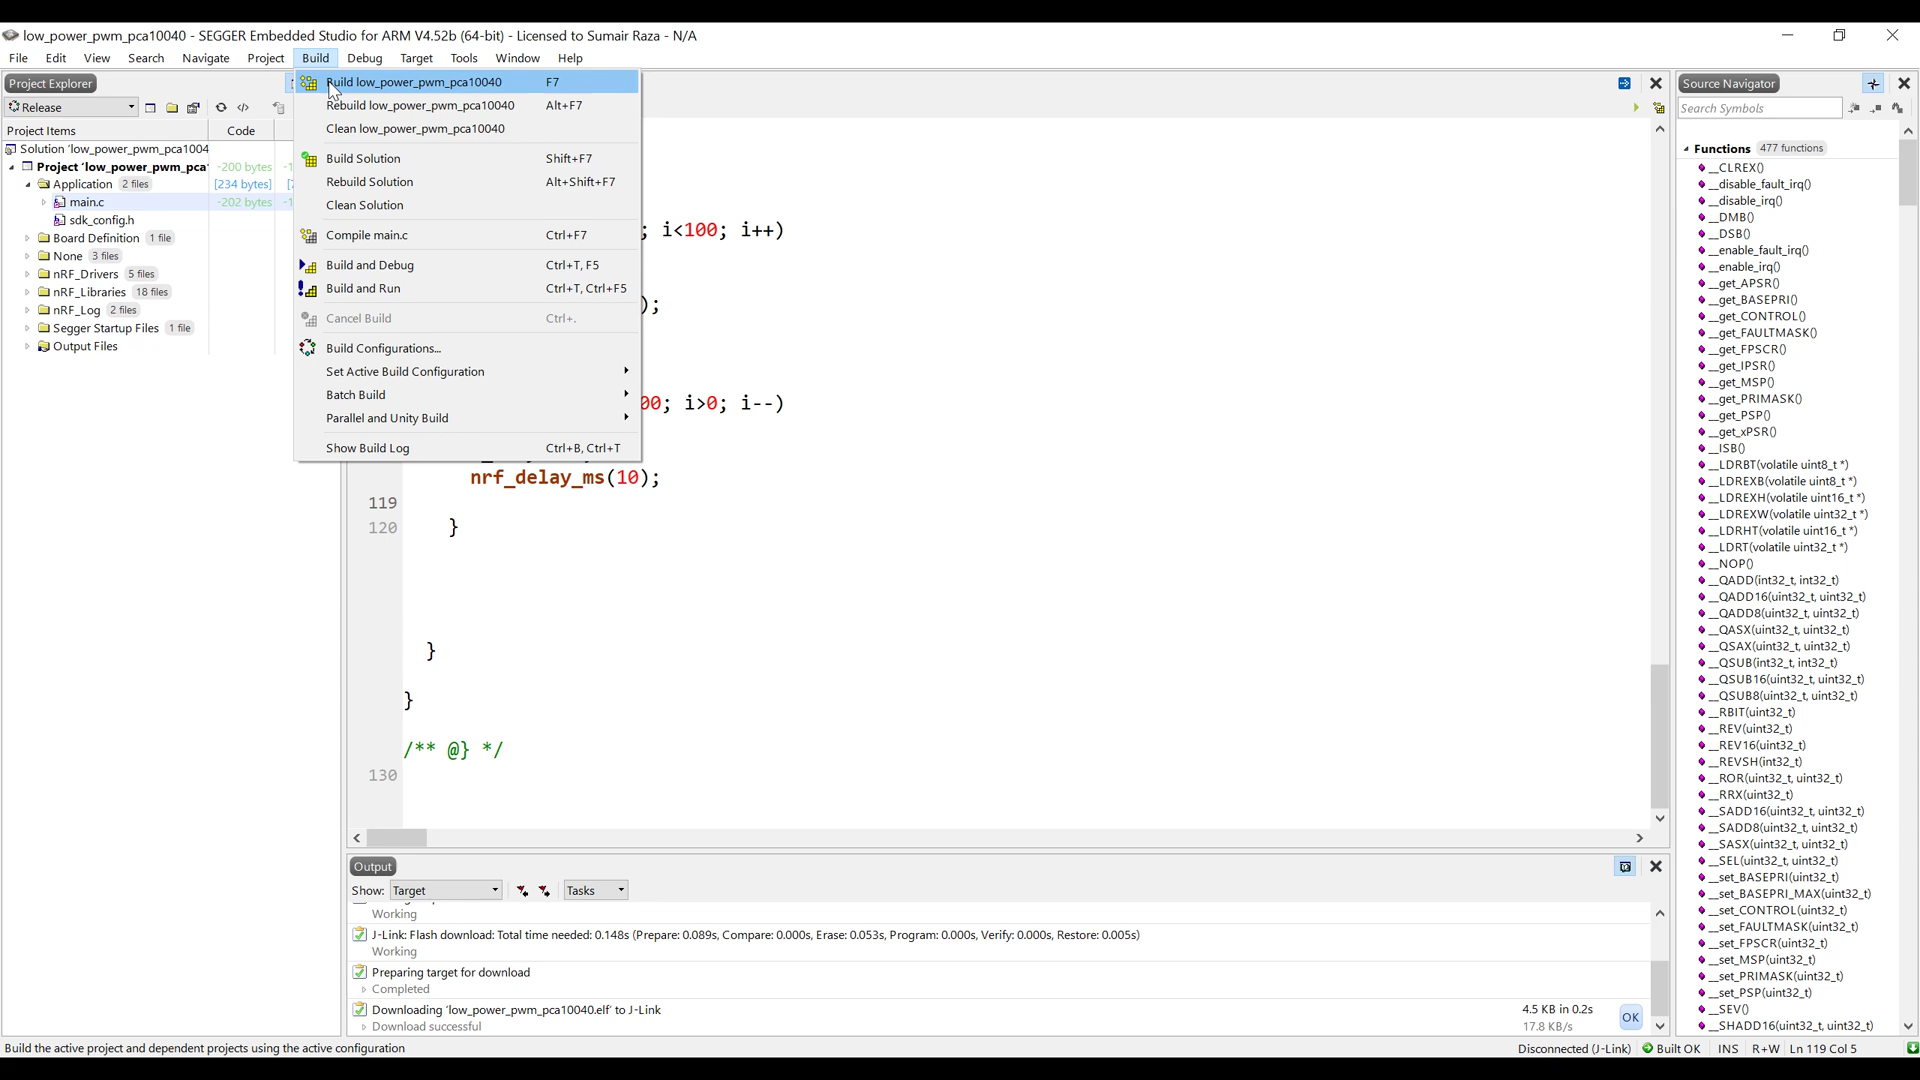 low_power_pwm_pca10040 - SEGGER Embedded Studio for ARM V4.52b (64-bit) - Licensed to Sumair Raza - N/A
File Edit View Search Navigate Project Build Debug Target Tools Window Help
Project Explorer
Release
Project Items Code
Solution 'low_power_pwm_pca1004
Project 'low_power_pwm_pca1 -200 bytes
Application 2 files [234 bytes]
main.c -202 bytes
sdk_config.h
Board Definition 1 file
None 3 files
nRF_Drivers 5 files
nRF_Libraries 18 files
nRF_Log 2 files
Segger Startup Files 1 file
Output Files
Build low_power_pwm_pca10040 F7
Rebuild low_power_pwm_pca10040 Alt+F7
Clean low_power_pwm_pca10040
Build Solution Shift+F7
Rebuild Solution Alt+Shift+F7
Clean Solution
Compile main.c Ctrl+F7
Build and Debug Ctrl+T, F5
Build and Run Ctrl+T, Ctrl+F5
Cancel Build Ctrl+.
Build Configurations...
Set Active Build Configuration
Batch Build
Parallel and Unity Build
Show Build Log Ctrl+B, Ctrl+T
; i<100; i++)
);
00; i>0; i--)
nrf_delay_ms(10);
119
120 }
}
}
/** @} */
130
Output
Show: Target Tasks
Working
J-Link: Flash download: Total time needed: 0.148s (Prepare: 0.089s, Compare: 0.000s, Erase: 0.053s, Program: 0.000s, Verify: 0.000s, Restore: 0.005s)
Working
Preparing target for download
Completed
Downloading 'low_power_pwm_pca10040.elf' to J-Link 4.5 KB in 0.2s
Download successful 17.8 KB/s
OK
Source Navigator
Search Symbols
Functions 477 functions
__CLREX()
__disable_fault_irq()
__disable_irq()
__DMB()
__DSB()
__enable_fault_irq()
__enable_irq()
__get_APSR()
__get_BASEPRI()
__get_CONTROL()
__get_FAULTMASK()
__get_FPSCR()
__get_IPSR()
__get_MSP()
__get_PRIMASK()
__get_PSP()
__get_xPSR()
__ISB()
__LDRBT(volatile uint8_t *)
__LDREXB(volatile uint8_t *)
__LDREXH(volatile uint16_t *)
__LDREXW(volatile uint32_t *)
__LDRHT(volatile uint16_t *)
__LDRT(volatile uint32_t *)
__NOP()
__QADD(int32_t, int32_t)
__QADD16(uint32_t, uint32_t)
__QADD8(uint32_t, uint32_t)
__QASX(uint32_t, uint32_t)
__QSAX(uint32_t, uint32_t)
__QSUB(int32_t, int32_t)
__QSUB16(uint32_t, uint32_t)
__QSUB8(uint32_t, uint32_t)
__RBIT(uint32_t)
__REV(uint32_t)
__REV16(uint32_t)
__REVSH(int32_t)
__ROR(uint32_t, uint32_t)
__RRX(uint32_t)
__SADD16(uint32_t, uint32_t)
__SADD8(uint32_t, uint32_t)
__SASX(uint32_t, uint32_t)
__SEL(uint32_t, uint32_t)
__set_BASEPRI(uint32_t)
__set_BASEPRI_MAX(uint32_t)
__set_CONTROL(uint32_t)
__set_FAULTMASK(uint32_t)
__set_FPSCR(uint32_t)
__set_MSP(uint32_t)
__set_PRIMASK(uint32_t)
__set_PSP(uint32_t)
__SEV()
__SHADD16(uint32_t, uint32_t)
Build the active project and dependent projects using the active configuration Disconnected (J-Link) Built OK INS R+W Ln 119 Col 5